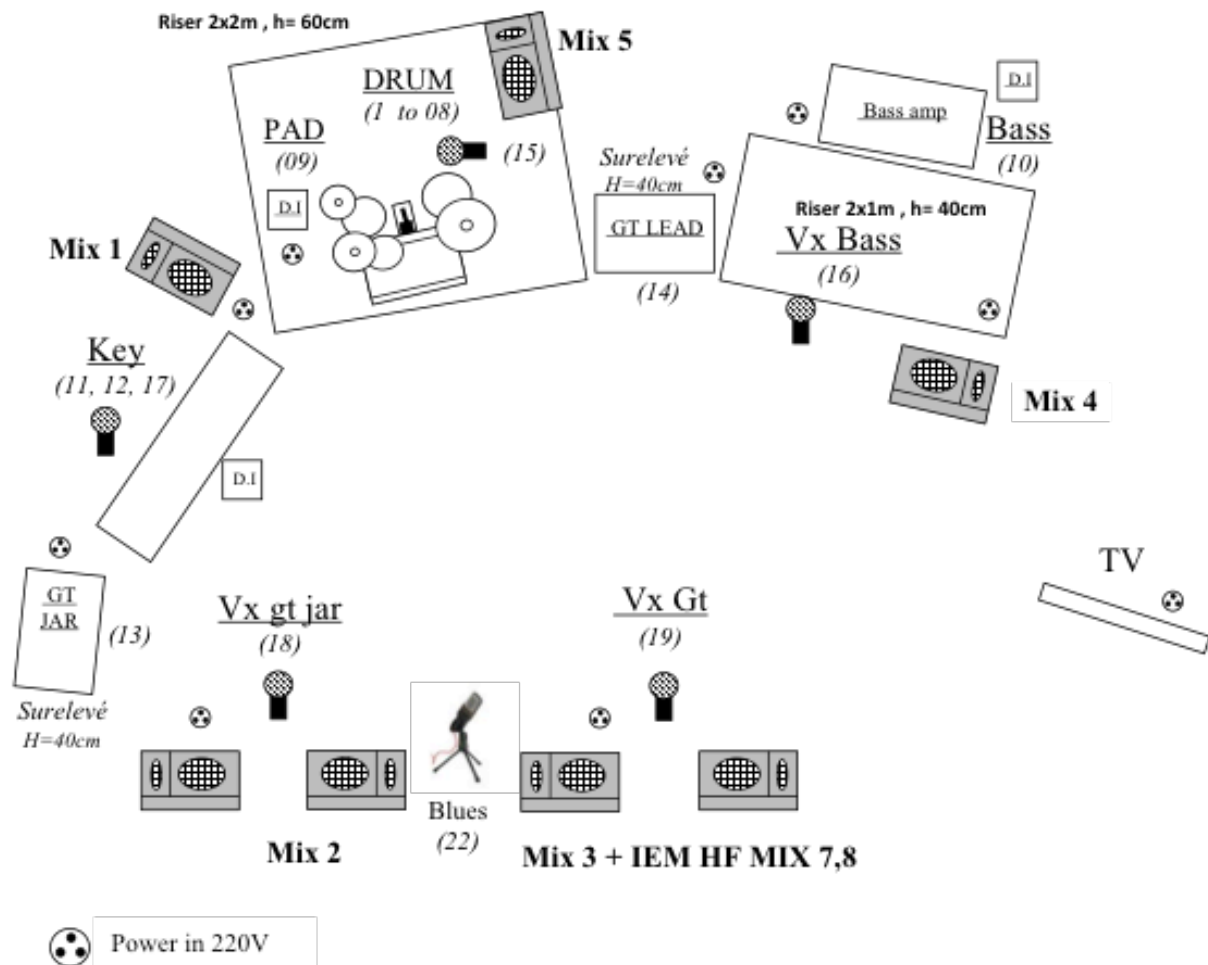 Riser 2x2m , h= 60cm
Mix 5
DRUM
(1 to 08)
PAD
(09)
(15)
D.I
D.I
Bass amp
Bass
(10)
Surelevé
H=40cm
GT LEAD
(14)
Riser 2x1m , h= 40cm
Vx Bass
(16)
Mix 1
Key
(11, 12, 17)
D.I
Mix 4
GT
JAR
(13)
Surelevé
H=40cm
Vx gt jar
(18)
Vx Gt
(19)
TV
Blues
(22)
Mix 2
Mix 3 + IEM HF MIX 7,8
Power in 220V